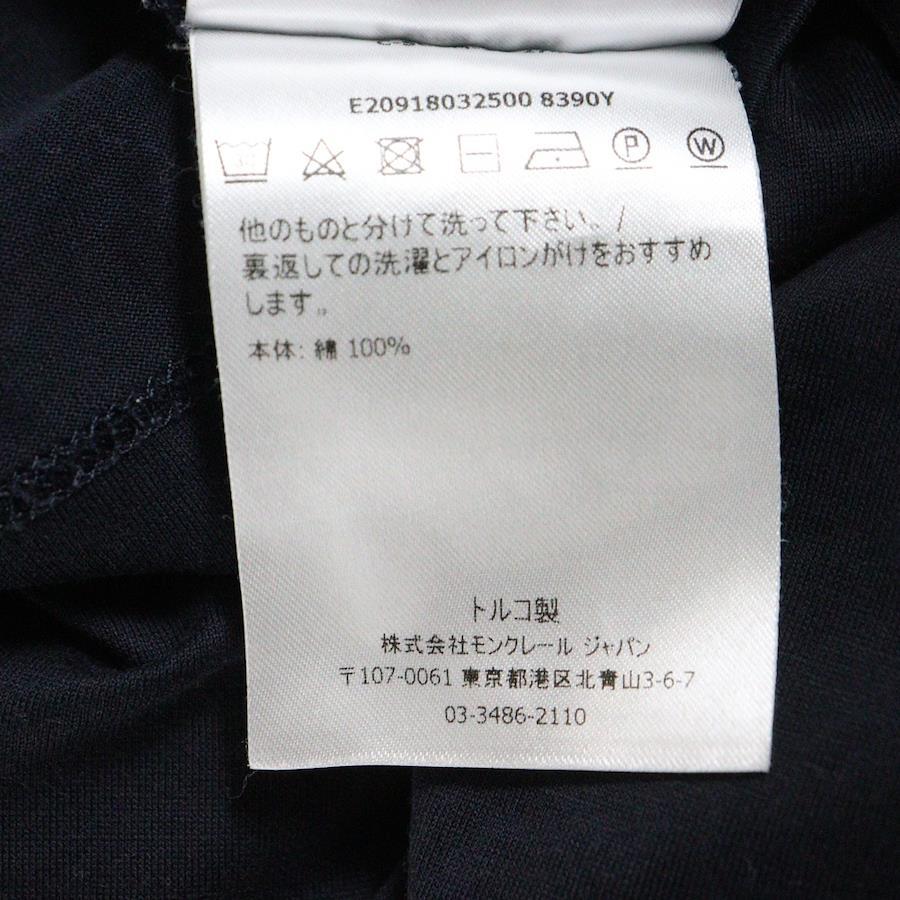 E20918032500 8390Y
P
W
他のものと分けて洗って下さい。/
裏返しての洗濯とアイロンがけをおすすめ
します。
本体: 綿 100%
トルコ製
株式会社モンクレール ジャパン
〒107-0061 東京都港区北青山3-6-7
03-3486-2110